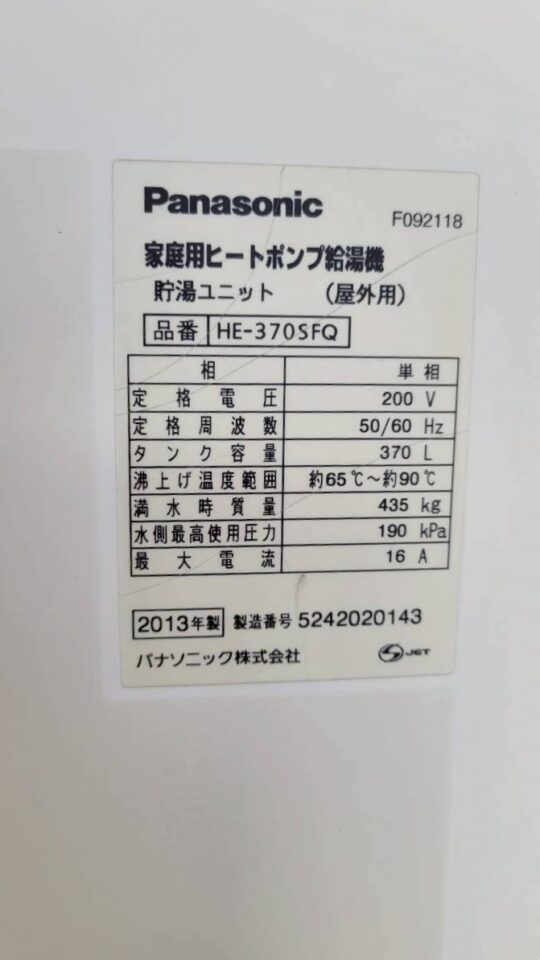 Panasonic
F092118
家庭用ヒートポンプ給湯機
貯湯ユニット (屋外用)
品番 HE-370SFQ
相 単相
定格電圧 200 V
定格周波数 50/60 Hz
タンク容量 370 L
沸上げ温度範囲 約65℃~約90℃
満水時質量 435 kg
水側最高使用圧力 190 kPa
最大電流 16 A
2013年製 製造番号 5242020143
パナソニック株式会社 JET